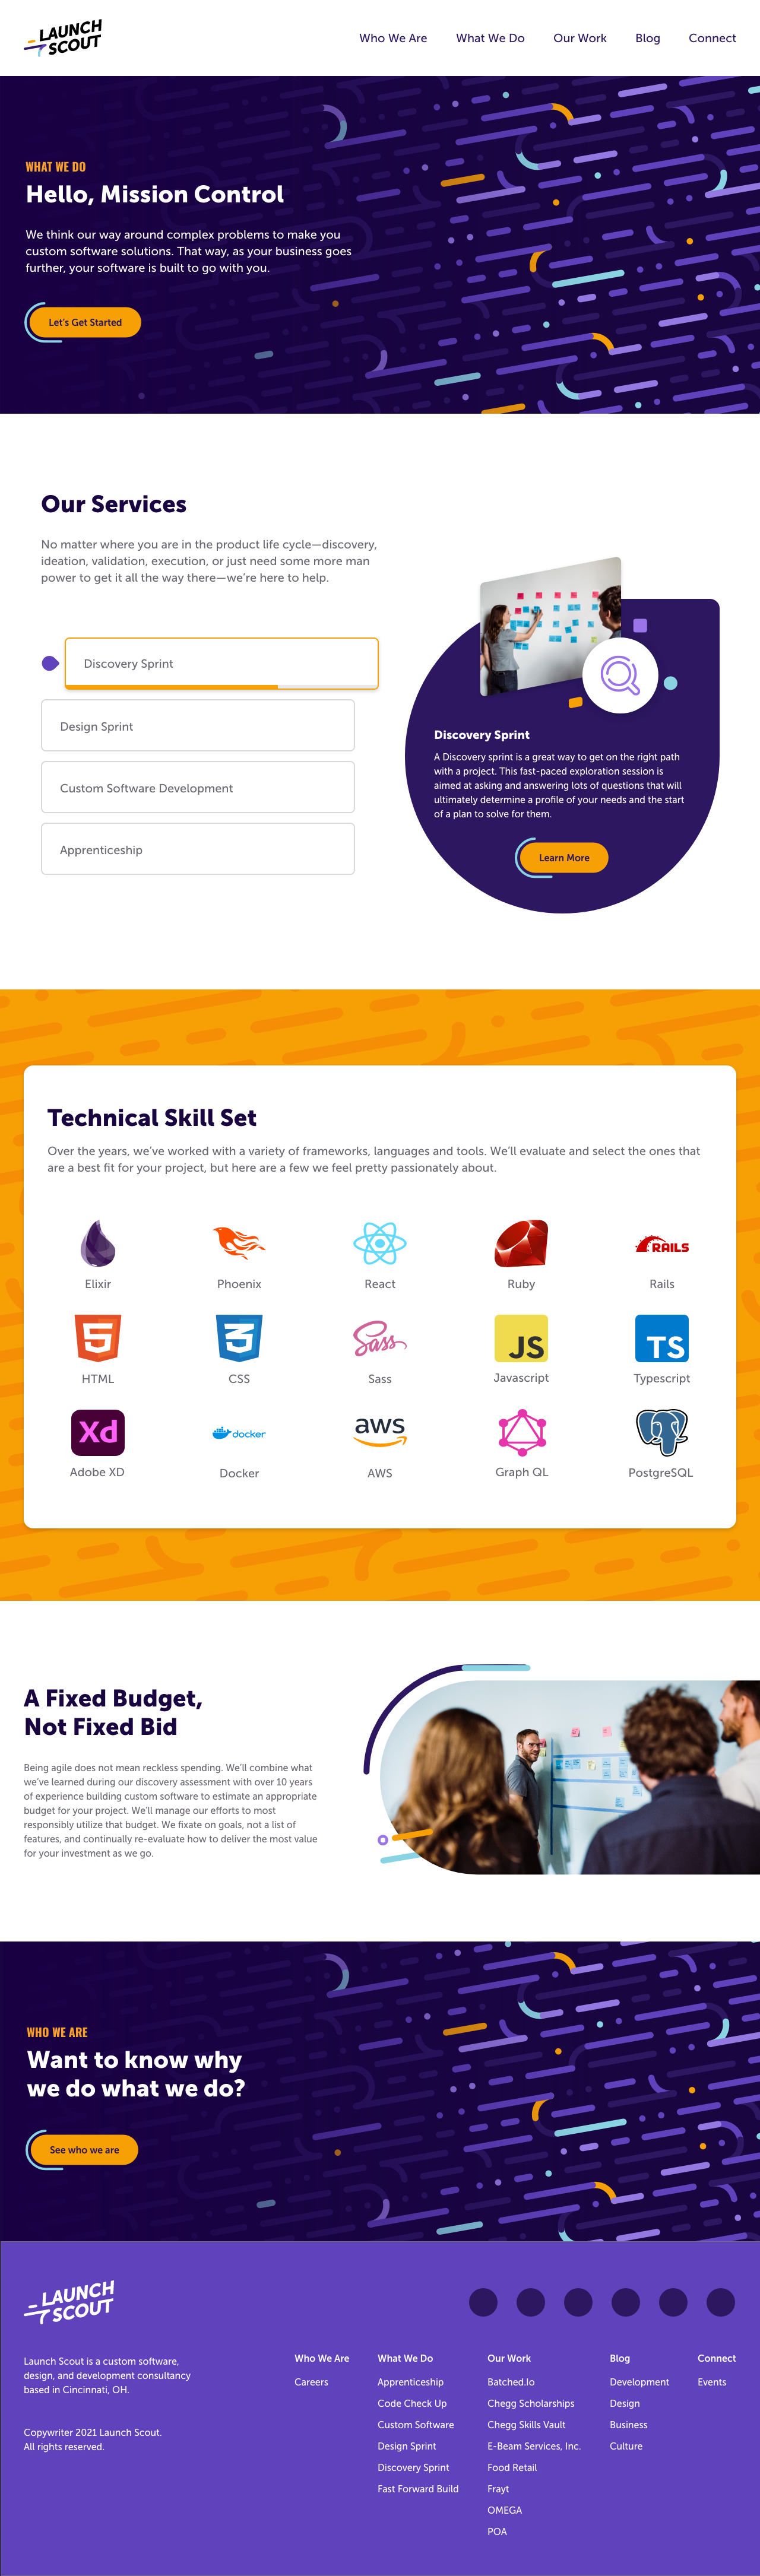 LAUNCH
SCOUT
Who We Are
What We Do
Our Work
Blog
Connect
WHAT WE DO
Hello, Mission Control
We think our way around complex problems to make you
custom software solutions. That way, as your business goes
further, your software is built to go with you.
Let's Get Started
Our Services
No matter where you are in the product life cycle—discovery,
ideation, validation, execution, or just need some more man
power to get it all the way there—we're here to help.
Discovery Sprint
Design Sprint
Custom Software Development
Apprenticeship
Discovery Sprint
A Discovery sprint is a great way to get on the right path
with a project. This fast-paced exploration session is
aimed at asking and answering lots of questions that will
ultimately determine a profile of your needs and the start
of a plan to solve for them.
Learn More
Technical Skill Set
Over the years, we've worked with a variety of frameworks, languages and tools. We'll evaluate and select the ones that
are a best fit for your project, but here are a few we feel pretty passionately about.
RAILS
Elixir
Phoenix
React
Ruby
Rails
5
3
Sass
JS
TS
HTML
CSS
Sass
Javascript
Typescript
Xd
docker
aws
Adobe XD
Docker
AWS
Graph QL
PostgreSQL
A Fixed Budget,
Not Fixed Bid
Being agile does not mean reckless spending. We'll combine what
we've learned during our discovery assessment with over 10 years
of experience building custom software to estimate an appropriate
budget for your project. We'll manage our efforts to most
responsibly utilize that budget. We fixate on goals, not a list of
features, and continually re-evaluate how to deliver the most value
for your investment as we go.
WHO WE ARE
Want to know why
we do what we do?
See who we are
LAUNCH
SCOUT
Launch Scout is a custom software,
design, and development consultancy
based in Cincinnati, OH.
Copywriter 2021 Launch Scout.
All rights reserved.
Who We Are
Careers
What We Do
Apprenticeship
Code Check Up
Custom Software
Design Sprint
Discovery Sprint
Fast Forward Build
Our Work
Batched.Io
Chegg Scholarships
Chegg Skills Vault
E-Beam Services, Inc.
Food Retail
Frayt
OMEGA
POA
Blog
Development
Design
Business
Culture
Connect
Events